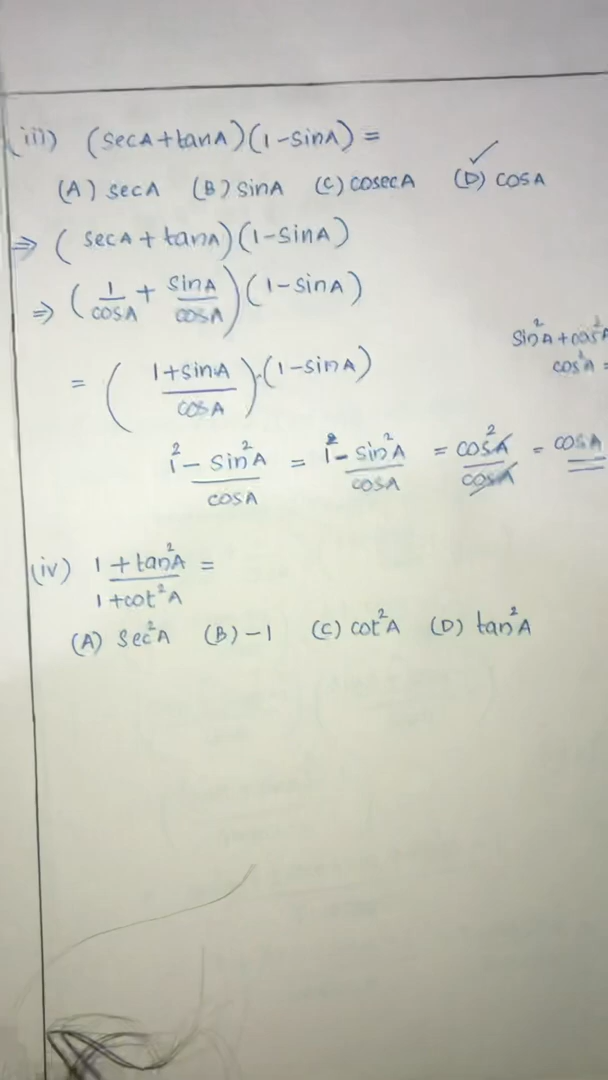 (iii) (secA+tanA)(1-sinA) =
(A) secA (B) sinA (C) cosecA (D) cosA ✓
⇒ (secA + tanA)(1-sinA)
⇒ (1/cosA + sinA/cosA)(1-sinA)
sin²A+cos²A
cos²A =
= (1+sinA/cosA).(1-sinA)
1²-sin²A/cosA = 1²-sin²A/cosA = cos²A/cosA = cosA
(iv) 1+tan²A/1+cot²A =
(A) sec²A (B) -1 (C) cot²A (D) tan²A